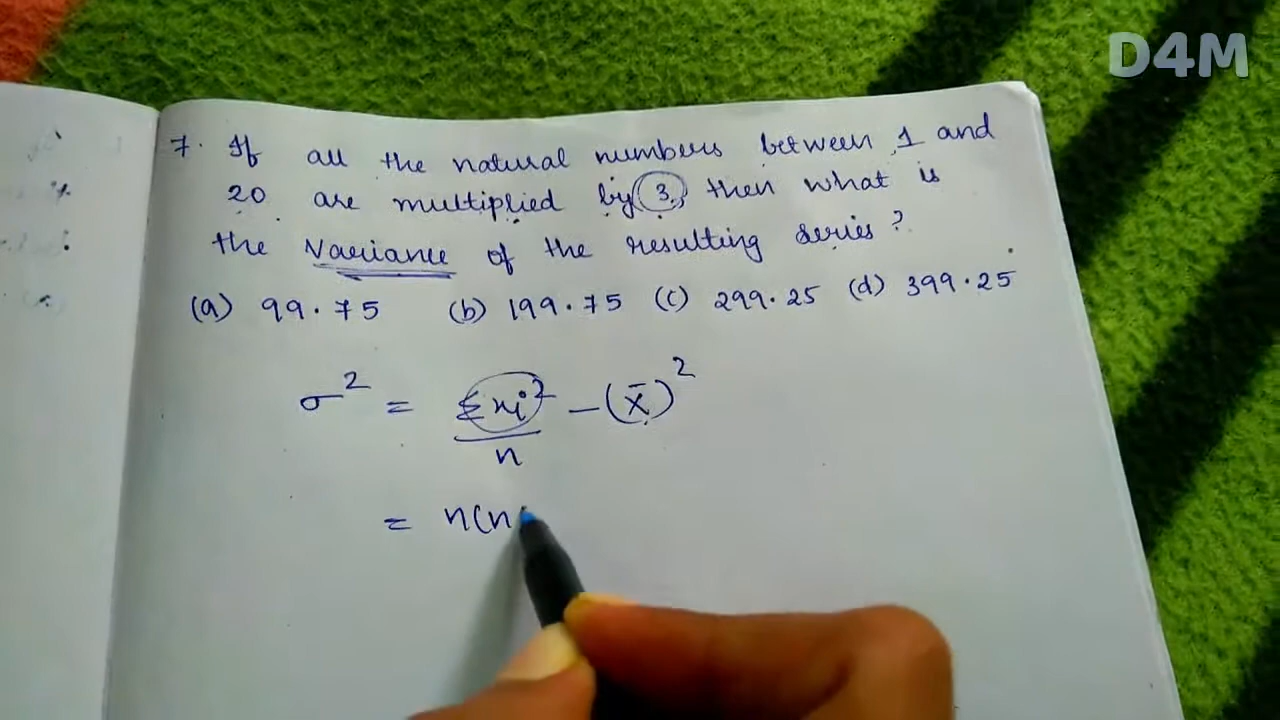 D4M
7. If all the natural numbers between 1 and
20 are multiplied by 3, then what is
the variance of the resulting series?
(a) 99.75 (b) 199.75 (c) 299.25 (d) 399.25
σ² = Σxi²/n - (x̄)²
= n(n